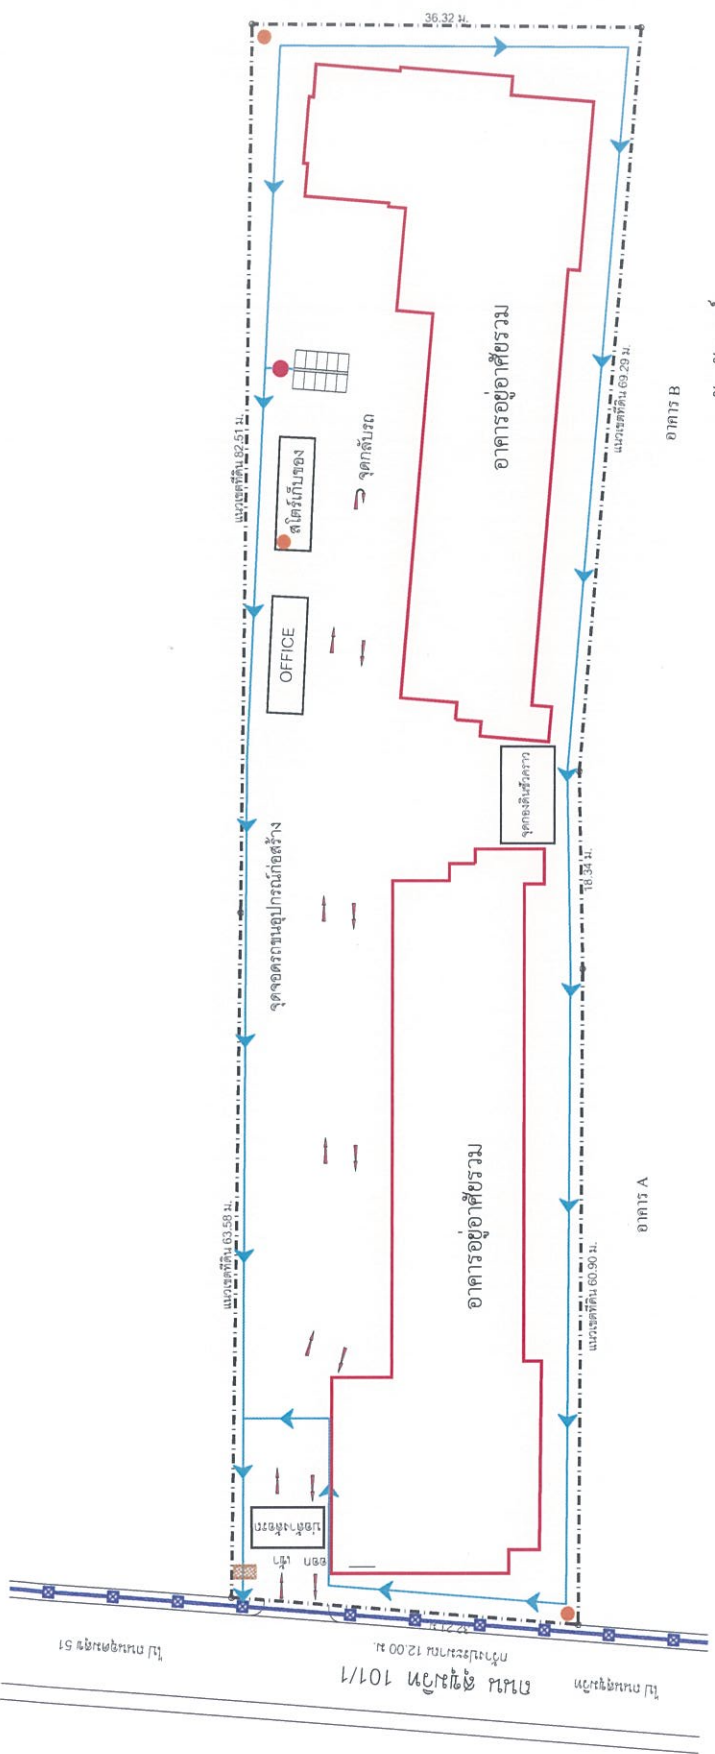 36.32 ม.
แนวเขตที่ดิน 82.51 ม.
สโตร์เก็บของ
จุดกลับรถ
อาคารอยู่อาศัยรวม
แนวเขตที่ดิน 69.29 ม.
อาคาร B
OFFICE
จุดกองดินชั่วคราว
18.34 ม.
จุดจอดรถขนอุปกรณ์ก่อสร้าง
แนวเขตที่ดิน 63.58 ม.
อาคารอยู่อาศัยรวม
แนวเขตที่ดิน 60.90 ม.
อาคาร A
บ่อล้างล้อรถ
เข้า
ออก
ไป ถนนอุดมสุข 51
กว้างประมาณ 12.00 ม.
ถนน สุขุมวิท 101/1
ไป ถนนสุขุมวิท